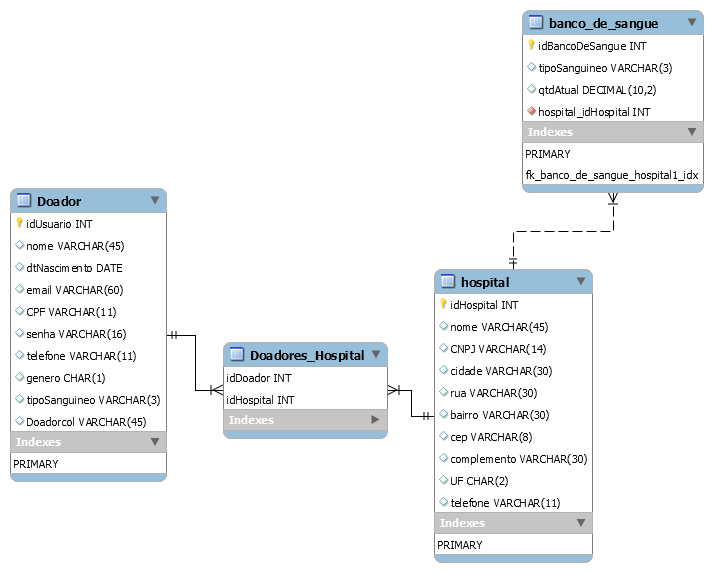 banco_de_sangue
idBancoDeSangue INT
tipoSanguineo VARCHAR(3)
qtdAtual DECIMAL(10,2)
hospital_idHospital INT
Indexes
PRIMARY
fk_banco_de_sangue_hospital1_idx
Doador
idUsuario INT
nome VARCHAR(45)
dtNascimento DATE
email VARCHAR(60)
CPF VARCHAR(11)
senha VARCHAR(16)
telefone VARCHAR(11)
genero CHAR(1)
tipoSanguineo VARCHAR(3)
Doadorcol VARCHAR(45)
Indexes
PRIMARY
Doadores_Hospital
idDoador INT
idHospital INT
Indexes
hospital
idHospital INT
nome VARCHAR(45)
CNPJ VARCHAR(14)
cidade VARCHAR(30)
rua VARCHAR(30)
bairro VARCHAR(30)
cep VARCHAR(8)
complemento VARCHAR(30)
UF CHAR(2)
telefone VARCHAR(11)
Indexes
PRIMARY